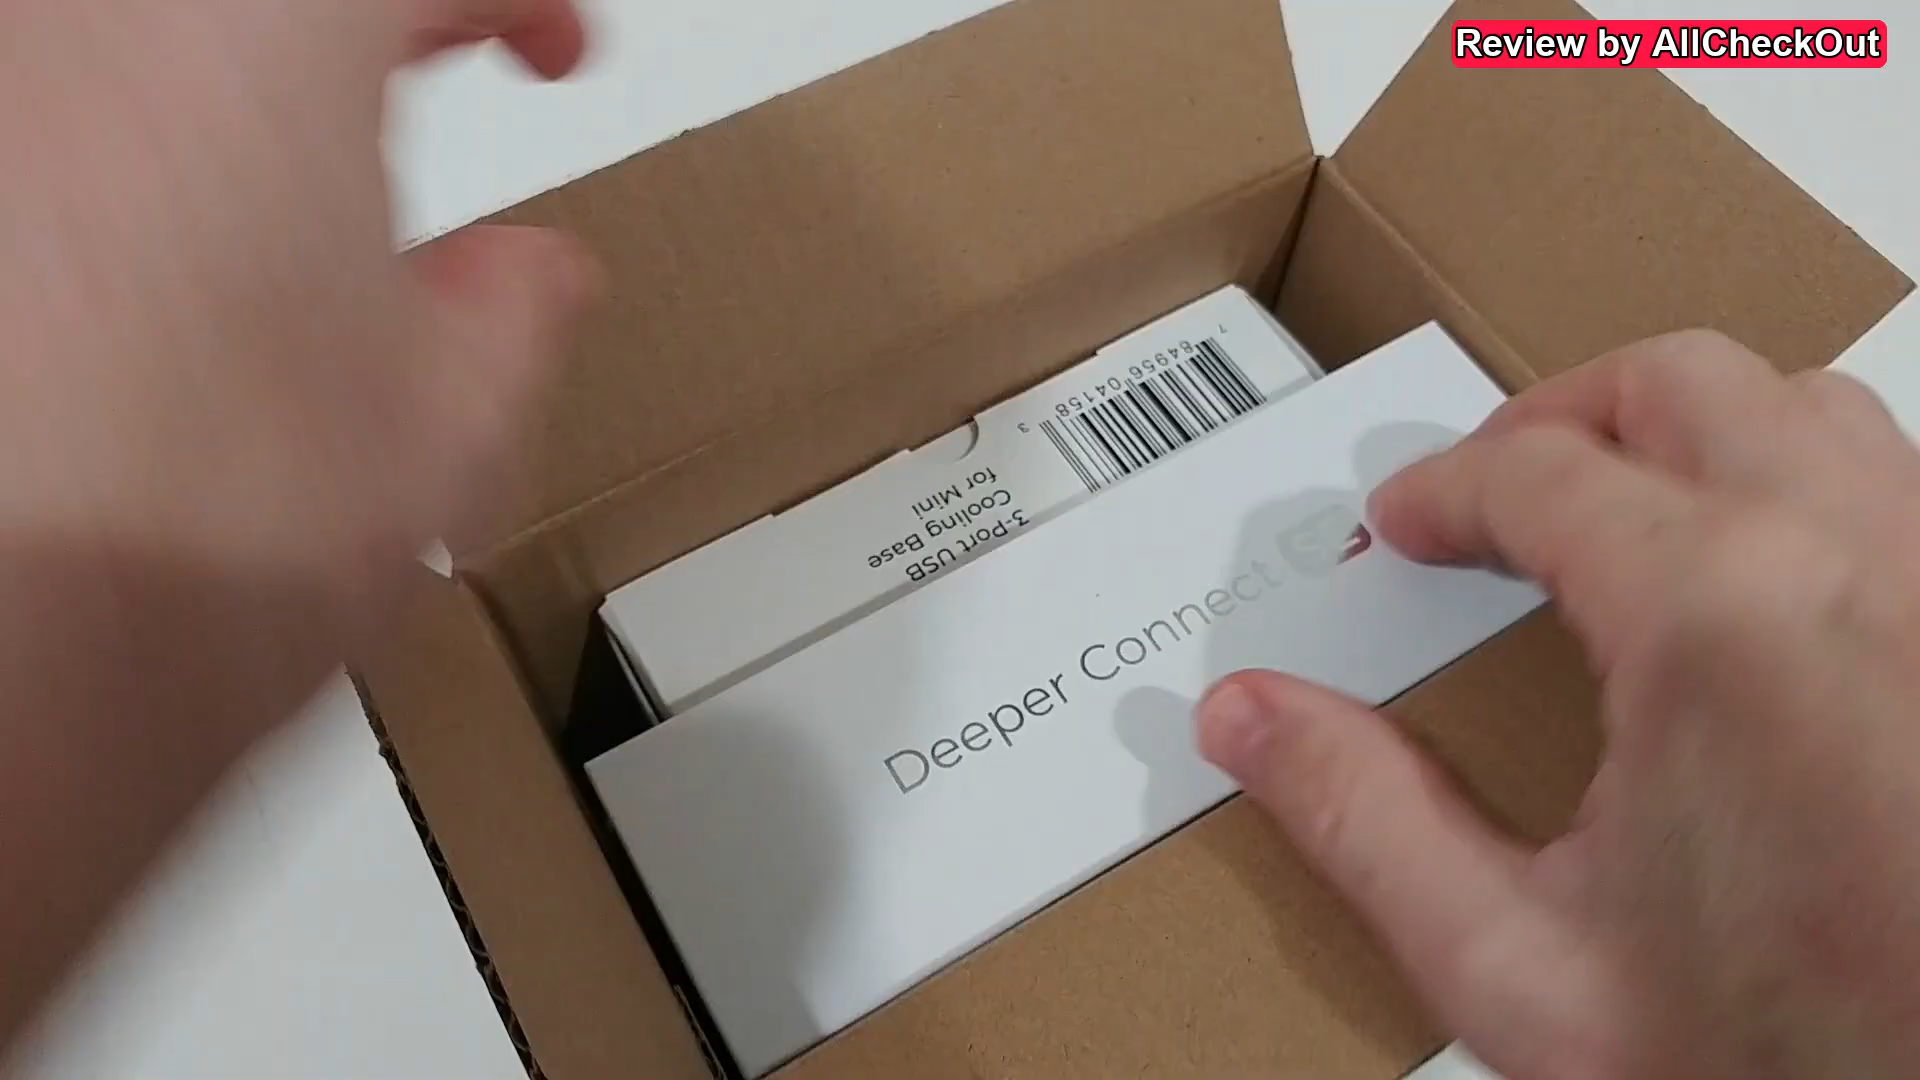 Review by AllCheckOut
7 84956 04158 3
3-Port USB
Cooling Base
for Mini
Deeper Connect